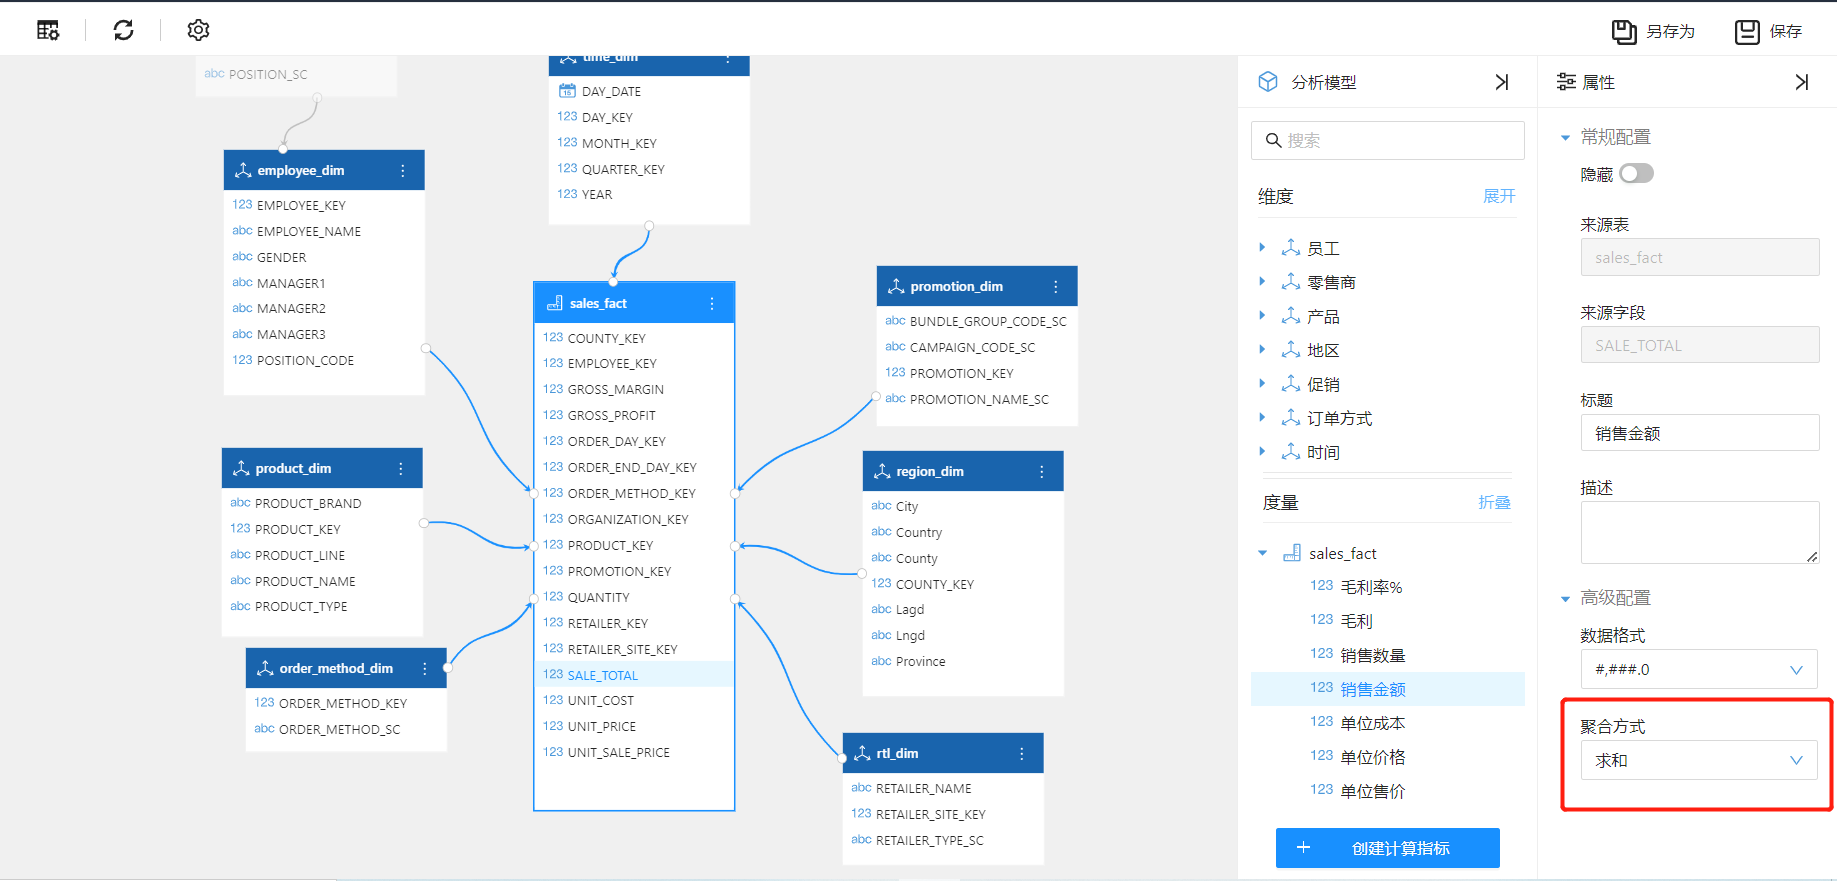 另存为
保存
abc POSITION_SC
employee_dim
123 EMPLOYEE_KEY
abc EMPLOYEE_NAME
abc GENDER
abc MANAGER1
abc MANAGER2
abc MANAGER3
123 POSITION_CODE
product_dim
abc PRODUCT_BRAND
123 PRODUCT_KEY
abc PRODUCT_LINE
abc PRODUCT_NAME
abc PRODUCT_TYPE
order_method_dim
123 ORDER_METHOD_KEY
abc ORDER_METHOD_SC
time_dim
15 DAY_DATE
123 DAY_KEY
123 MONTH_KEY
123 QUARTER_KEY
123 YEAR
sales_fact
123 COUNTY_KEY
123 EMPLOYEE_KEY
123 GROSS_MARGIN
123 GROSS_PROFIT
123 ORDER_DAY_KEY
123 ORDER_END_DAY_KEY
123 ORDER_METHOD_KEY
123 ORGANIZATION_KEY
123 PRODUCT_KEY
123 PROMOTION_KEY
123 QUANTITY
123 RETAILER_KEY
123 RETAILER_SITE_KEY
123 SALE_TOTAL
123 UNIT_COST
123 UNIT_PRICE
123 UNIT_SALE_PRICE
promotion_dim
abc BUNDLE_GROUP_CODE_SC
abc CAMPAIGN_CODE_SC
123 PROMOTION_KEY
abc PROMOTION_NAME_SC
region_dim
abc City
abc Country
abc County
123 COUNTY_KEY
abc Lagd
abc Lngd
abc Province
rtl_dim
abc RETAILER_NAME
123 RETAILER_SITE_KEY
abc RETAILER_TYPE_SC
分析模型
搜索
维度 展开
员工
零售商
产品
地区
促销
订单方式
时间
度量 折叠
sales_fact
123 毛利率%
123 毛利
123 销售数量
123 销售金额
123 单位成本
123 单位价格
123 单位售价
+ 创建计算指标
属性
常规配置
隐藏
来源表
sales_fact
来源字段
SALE_TOTAL
标题
销售金额
描述
高级配置
数据格式
#,###.0
聚合方式
求和